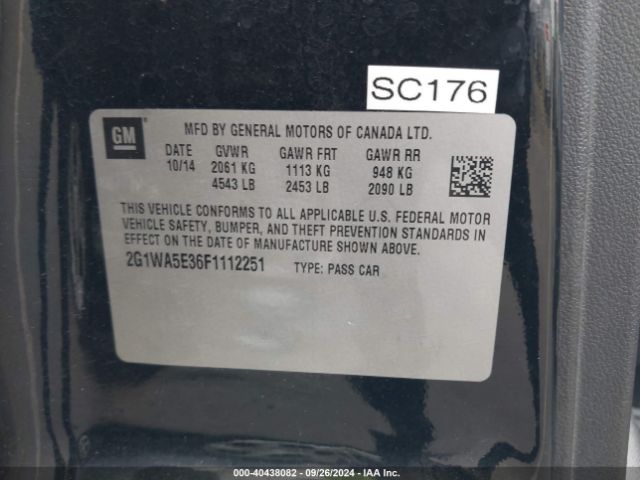 SC176
GM
MFD BY GENERAL MOTORS OF CANADA LTD.
DATE GVWR GAWR FRT GAWR RR
10/14 2061 KG 1113 KG 948 KG
4543 LB 2453 LB 2090 LB
THIS VEHICLE CONFORMS TO ALL APPLICABLE U.S. FEDERAL MOTOR
VEHICLE SAFETY, BUMPER, AND THEFT PREVENTION STANDARDS IN
EFFECT ON THE DATE OF MANUFACTURE SHOWN ABOVE.
2G1WA5E36F1112251 TYPE: PASS CAR
000-40438082 - 09/26/2024 - IAA Inc.